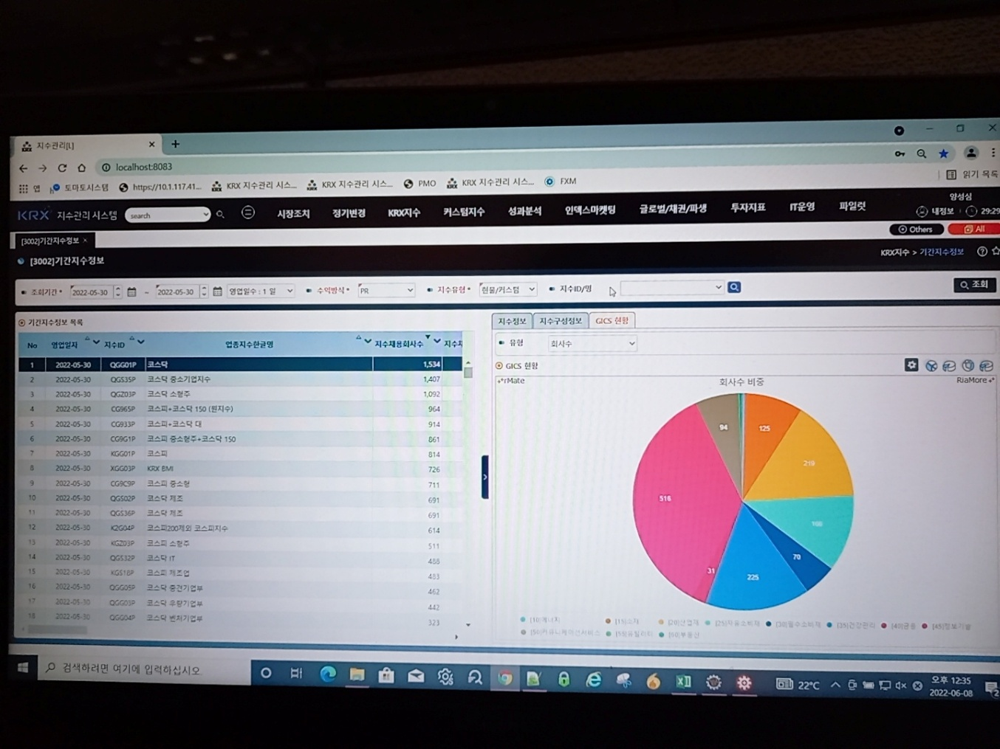 지수관리[L]
localhost:8083
앱 토마토시스템 https://10.1.117.41... KRX 지수관리 시스... KRX 지수관리 시스... PMO KRX 지수관리 시스... FXM 읽기 목록
KRX 지수관리 시스템 search 시장조치 정기변경 KRX지수 커스텀지수 성과분석 인덱스마케팅 글로벌/채권/파생 투자지표 IT운영 파일럿 양성심
내정보 29:29
Others All
[3002]기간지수정보
[3002]기간지수정보 KRX지수 > 기간지수정보
조회기간* 2022-05-30 ~ 2022-05-30 영업일수 : 1 일 수익방식* PR 지수유형* 현물/커스텀 지수ID/명 조회
기간지수정보 목록
No 영업일자 지수ID 업종지수한글명 지수채용회사수
1 2022-05-30 QGG01P 코스닥 1,534
2 2022-05-30 QGS35P 코스닥 중소기업지수 1,407
3 2022-05-30 QGZ03P 코스닥 소형주 1,092
4 2022-05-30 CG965P 코스피+코스닥 150 (원지수) 964
5 2022-05-30 CG933P 코스피+코스닥 대 914
6 2022-05-30 CG9G1P 코스피 중소형주+코스닥 150 861
7 2022-05-30 KGG01P 코스피 814
8 2022-05-30 XGG03P KRX BMI 726
9 2022-05-30 CG9C9P 코스피 중소형 711
10 2022-05-30 QGS02P 코스닥 제조 691
11 2022-05-30 QGS36P 코스닥 제조 691
12 2022-05-30 K2G04P 코스피200제외 코스피지수 614
13 2022-05-30 KGZ03P 코스피 소형주 511
14 2022-05-30 QGS32P 코스닥 IT 488
15 2022-05-30 KGS18P 코스피 제조업 483
16 2022-05-30 QGG05P 코스닥 중견기업부 462
17 2022-05-30 QGG03P 코스닥 우량기업부 442
18 2022-05-30 QGG04P 코스닥 벤처기업부 323
지수정보 지수구성정보 GICS 현황
유형 회사수
GICS 현황
rMate 회사수 비중 RiaMore
94 125
219
516
70
31
225
[10]에너지 [15]소재 [20]산업재 [25]자유소비재 [30]필수소비재 [35]건강관리 [40]금융 [45]정보기술
[50]커뮤니케이션서비스 [55]유틸리티 [60]부동산
검색하려면 여기에 입력하십시오.
22°C 오후 12:35
2022-06-08